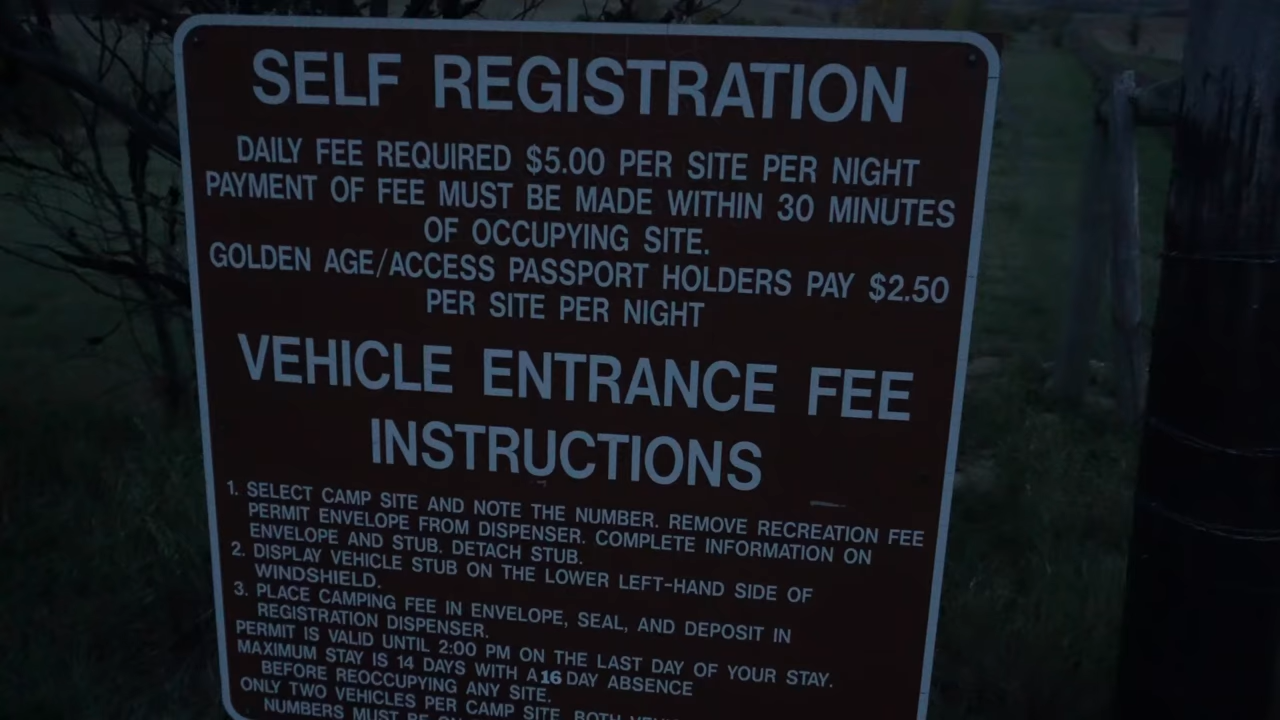 SELF REGISTRATION
DAILY FEE REQUIRED $5.00 PER SITE PER NIGHT
PAYMENT OF FEE MUST BE MADE WITHIN 30 MINUTES
OF OCCUPYING SITE.
GOLDEN AGE/ACCESS PASSPORT HOLDERS PAY $2.50
PER SITE PER NIGHT
VEHICLE ENTRANCE FEE
INSTRUCTIONS
1. SELECT CAMP SITE AND NOTE THE NUMBER. REMOVE RECREATION FEE
PERMIT ENVELOPE FROM DISPENSER. COMPLETE INFORMATION ON
ENVELOPE AND STUB. DETACH STUB.
2. DISPLAY VEHICLE STUB ON THE LOWER LEFT-HAND SIDE OF
WINDSHIELD.
3. PLACE CAMPING FEE IN ENVELOPE, SEAL, AND DEPOSIT IN
REGISTRATION DISPENSER.
PERMIT IS VALID UNTIL 2:00 PM ON THE LAST DAY OF YOUR STAY.
MAXIMUM STAY IS 14 DAYS WITH A 16 DAY ABSENCE
BEFORE REOCCUPYING ANY SITE.
ONLY TWO VEHICLES PER CAMP SITE. BOTH
NUMBERS MUST BE